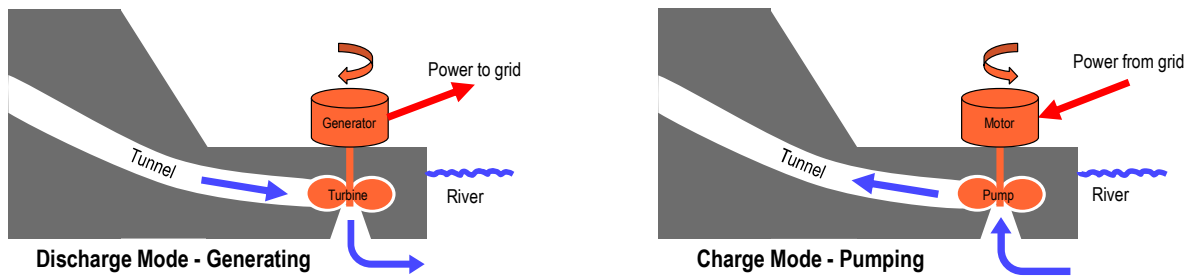 Power to grid
Generator
Tunnel
Turbine
River
Discharge Mode - Generating
Power from grid
Motor
Tunnel
Pump
River
Charge Mode - Pumping